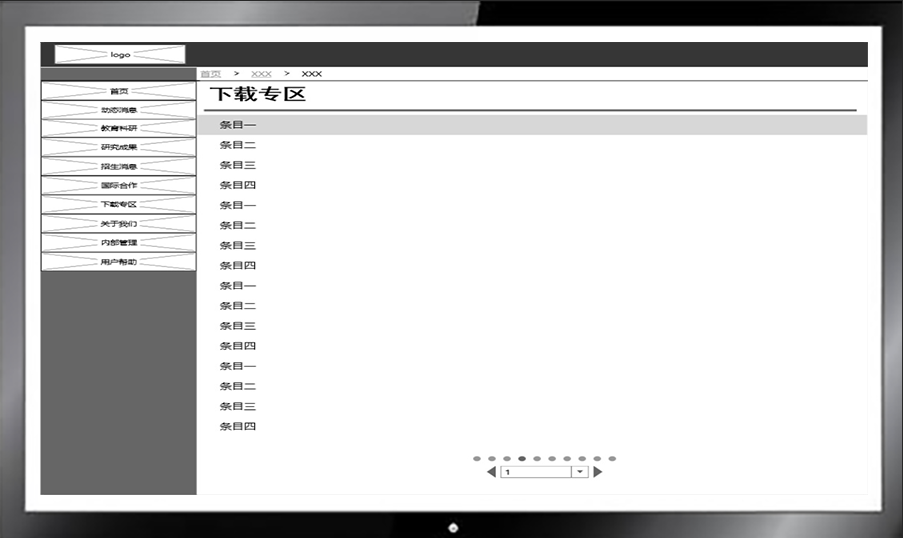 logo
首页 > XXX > XXX
首页
动态消息
教育科研
研究成果
招生消息
国际合作
下载专区
关于我们
内部管理
用户帮助
下载专区
条目一
条目二
条目三
条目四
条目一
条目二
条目三
条目四
条目一
条目二
条目三
条目四
条目一
条目二
条目三
条目四
1